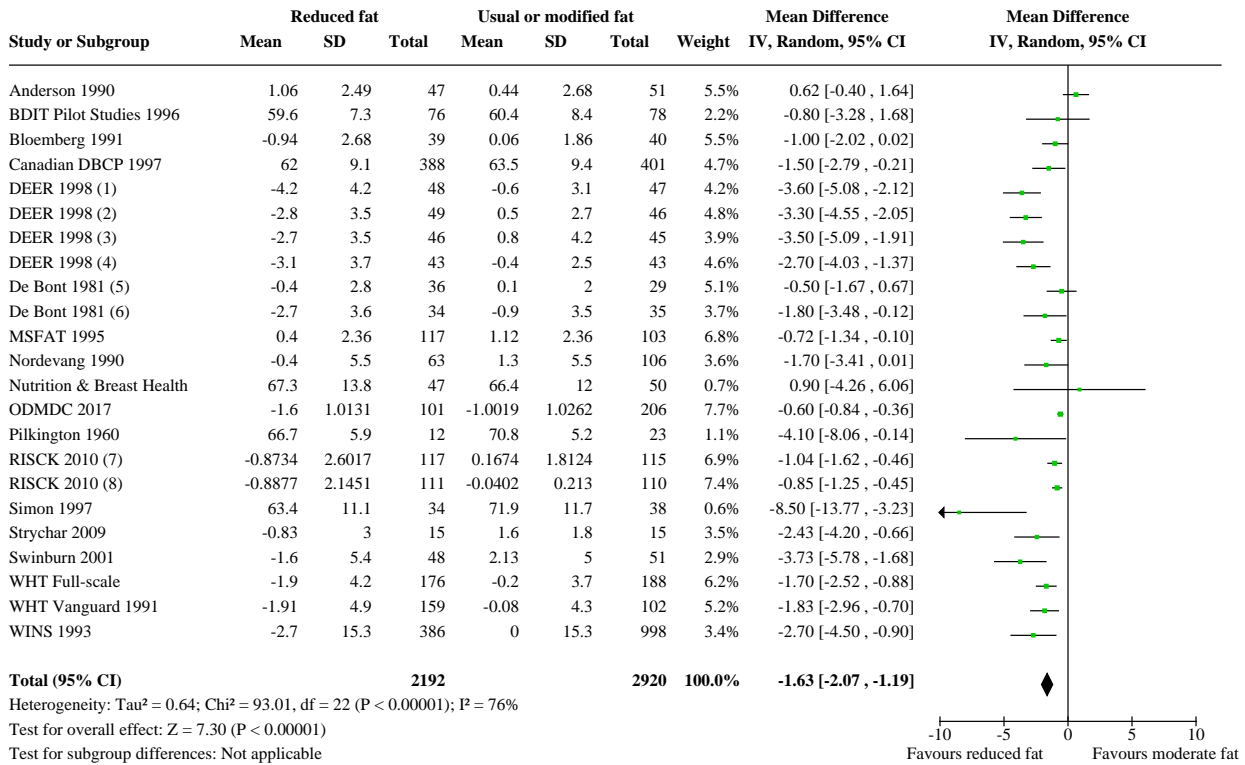 Reduced fat Usual or modified fat Mean Difference Mean Difference
Study or Subgroup Mean SD Total Mean SD Total Weight IV, Random, 95% CI IV, Random, 95% CI
Anderson 1990 1.06 2.49 47 0.44 2.68 51 5.5% 0.62 [-0.40 , 1.64]
BDIT Pilot Studies 1996 59.6 7.3 76 60.4 8.4 78 2.2% -0.80 [-3.28 , 1.68]
Bloemberg 1991 -0.94 2.68 39 0.06 1.86 40 5.5% -1.00 [-2.02 , 0.02]
Canadian DBCP 1997 62 9.1 388 63.5 9.4 401 4.7% -1.50 [-2.79 , -0.21]
DEER 1998 (1) -4.2 4.2 48 -0.6 3.1 47 4.2% -3.60 [-5.08 , -2.12]
DEER 1998 (2) -2.8 3.5 49 0.5 2.7 46 4.8% -3.30 [-4.55 , -2.05]
DEER 1998 (3) -2.7 3.5 46 0.8 4.2 45 3.9% -3.50 [-5.09 , -1.91]
DEER 1998 (4) -3.1 3.7 43 -0.4 2.5 43 4.6% -2.70 [-4.03 , -1.37]
De Bont 1981 (5) -0.4 2.8 36 0.1 2 29 5.1% -0.50 [-1.67 , 0.67]
De Bont 1981 (6) -2.7 3.6 34 -0.9 3.5 35 3.7% -1.80 [-3.48 , -0.12]
MSFAT 1995 0.4 2.36 117 1.12 2.36 103 6.8% -0.72 [-1.34 , -0.10]
Nordevang 1990 -0.4 5.5 63 1.3 5.5 106 3.6% -1.70 [-3.41 , 0.01]
Nutrition & Breast Health 67.3 13.8 47 66.4 12 50 0.7% 0.90 [-4.26 , 6.06]
ODMDC 2017 -1.6 1.0131 101 -1.0019 1.0262 206 7.7% -0.60 [-0.84 , -0.36]
Pilkington 1960 66.7 5.9 12 70.8 5.2 23 1.1% -4.10 [-8.06 , -0.14]
RISCK 2010 (7) -0.8734 2.6017 117 0.1674 1.8124 115 6.9% -1.04 [-1.62 , -0.46]
RISCK 2010 (8) -0.8877 2.1451 111 -0.0402 0.213 110 7.4% -0.85 [-1.25 , -0.45]
Simon 1997 63.4 11.1 34 71.9 11.7 38 0.6% -8.50 [-13.77 , -3.23]
Strychar 2009 -0.83 3 15 1.6 1.8 15 3.5% -2.43 [-4.20 , -0.66]
Swinburn 2001 -1.6 5.4 48 2.13 5 51 2.9% -3.73 [-5.78 , -1.68]
WHT Full-scale -1.9 4.2 176 -0.2 3.7 188 6.2% -1.70 [-2.52 , -0.88]
WHT Vanguard 1991 -1.91 4.9 159 -0.08 4.3 102 5.2% -1.83 [-2.96 , -0.70]
WINS 1993 -2.7 15.3 386 0 15.3 998 3.4% -2.70 [-4.50 , -0.90]
Total (95% CI) 2192 2920 100.0% -1.63 [-2.07 , -1.19]
Heterogeneity: Tau² = 0.64; Chi² = 93.01, df = 22 (P < 0.00001); I² = 76%
Test for overall effect: Z = 7.30 (P < 0.00001)
Test for subgroup differences: Not applicable
-10 -5 0 5 10
Favours reduced fat Favours moderate fat